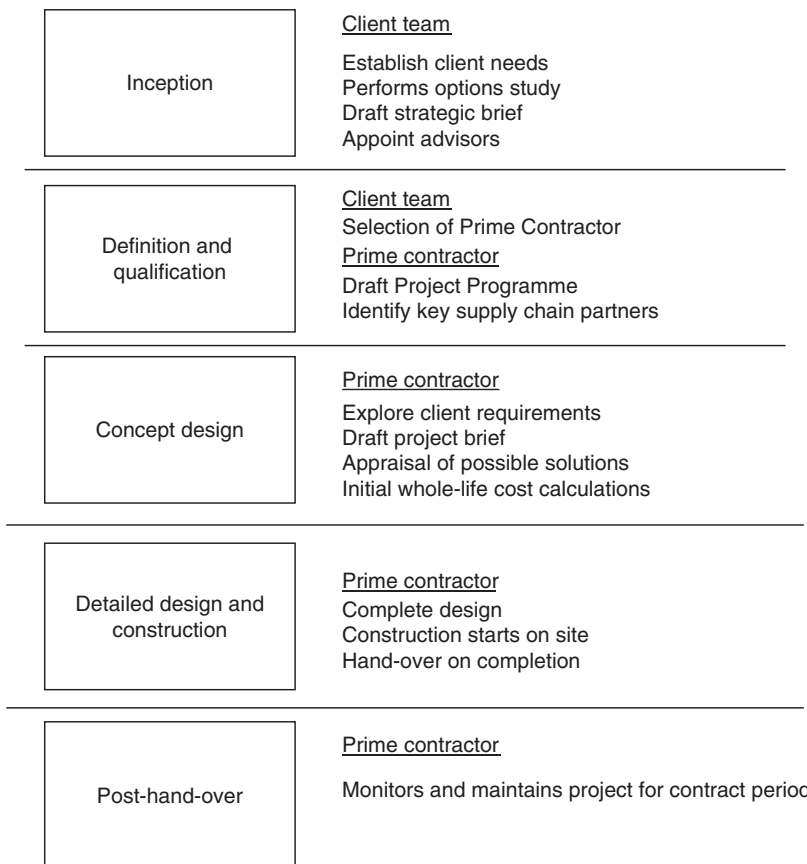 Inception
Client team
Establish client needs
Performs options study
Draft strategic brief
Appoint advisors
Definition and
qualification
Client team
Selection of Prime Contractor
Prime contractor
Draft Project Programme
Identify key supply chain partners
Concept design
Prime contractor
Explore client requirements
Draft project brief
Appraisal of possible solutions
Initial whole-life cost calculations
Detailed design and
construction
Prime contractor
Complete design
Construction starts on site
Hand-over on completion
Post-hand-over
Prime contractor
Monitors and maintains project for contract period